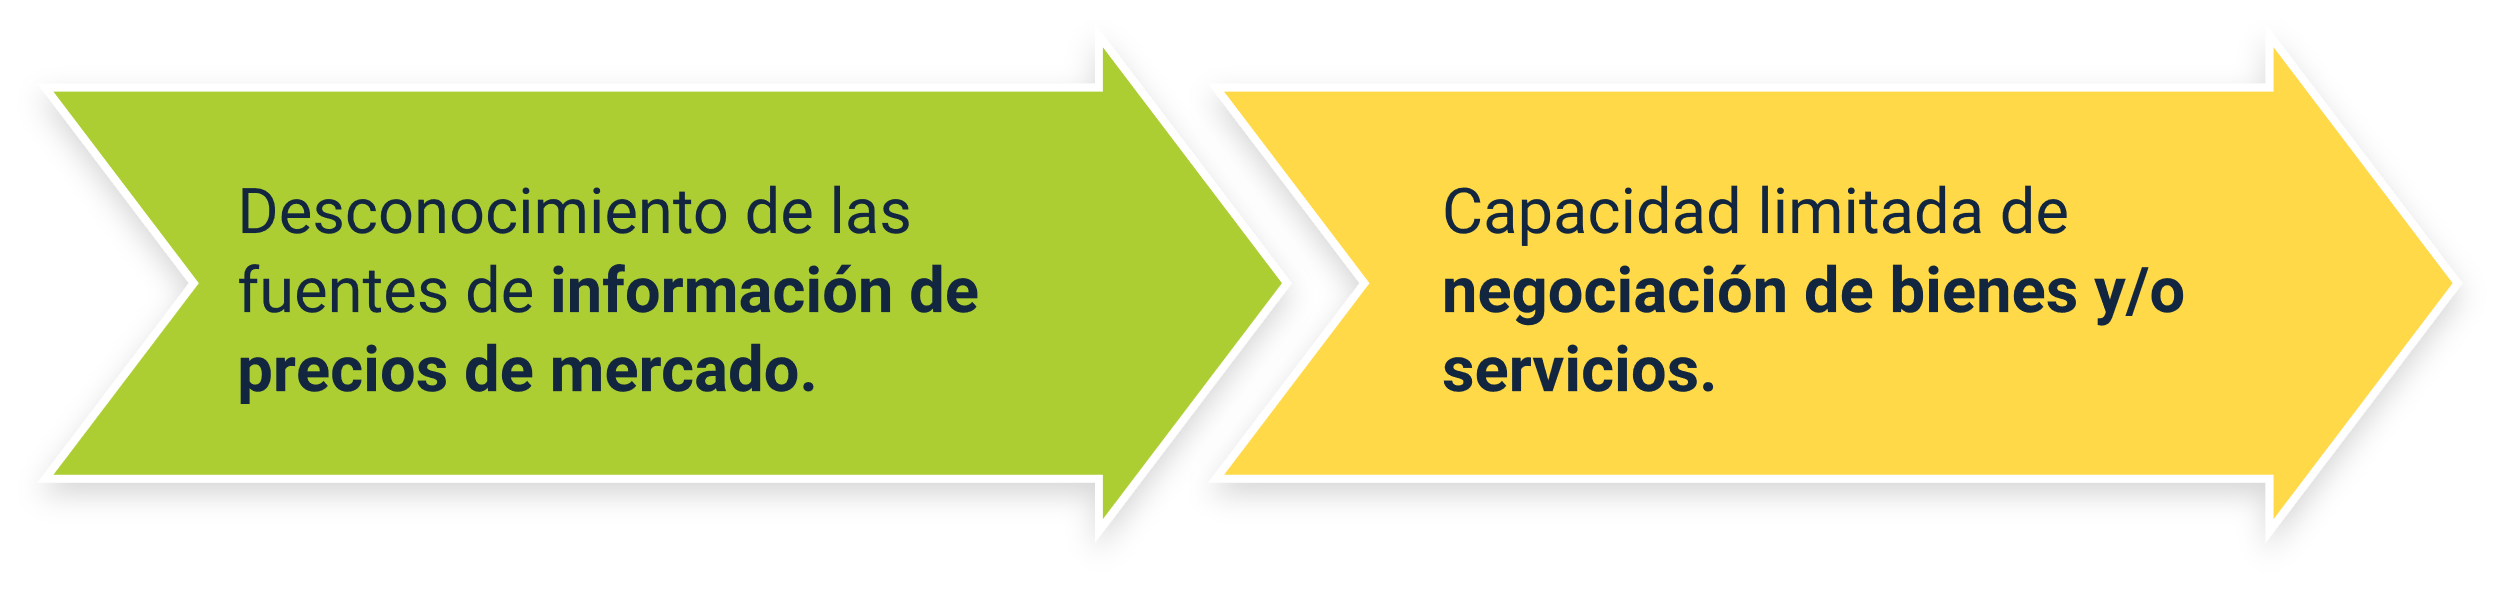 Desconocimiento de las
fuentes de información de
precios de mercado.
Capacidad limitada de
negociación de bienes y/o
servicios.